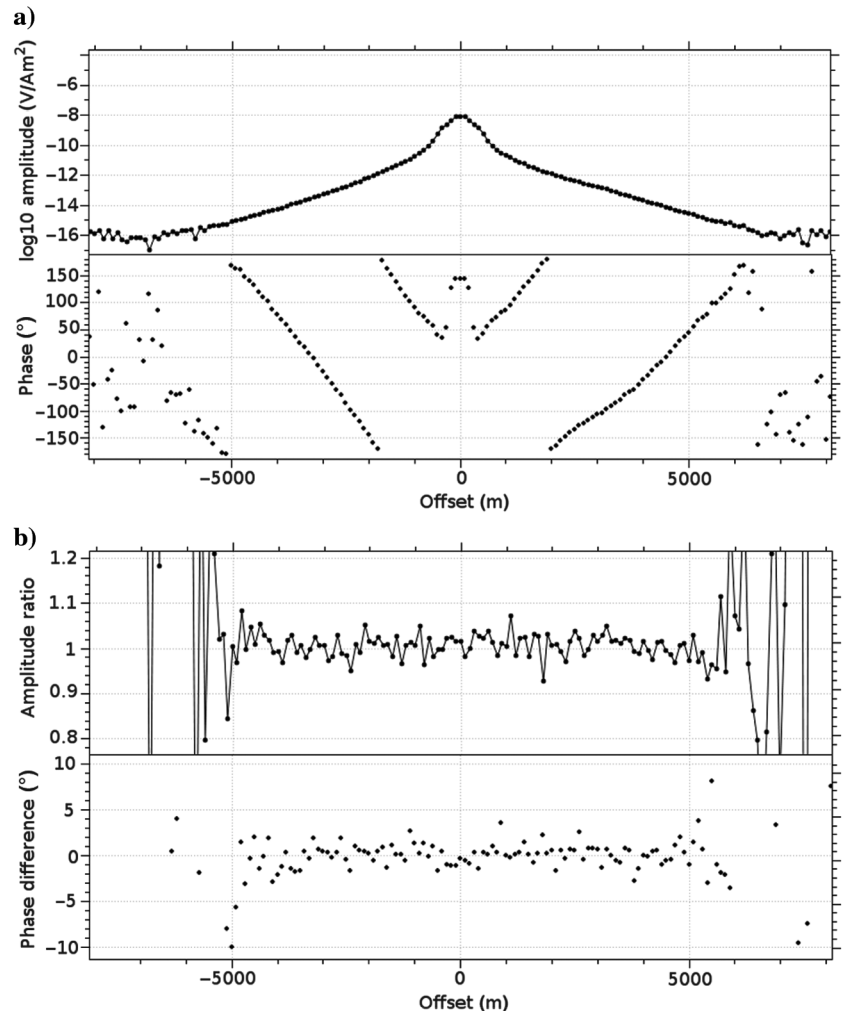 a)
log10 amplitude (V/Am²)
−6
−8
−10
−12
−14
−16
Phase (°)
150
100
50
0
−50
−100
−150
−5000 0 5000
Offset (m)
b)
Amplitude ratio
1.2
1.1
1
0.9
0.8
Phase difference (°)
10
5
0
−5
−10
−5000 0 5000
Offset (m)